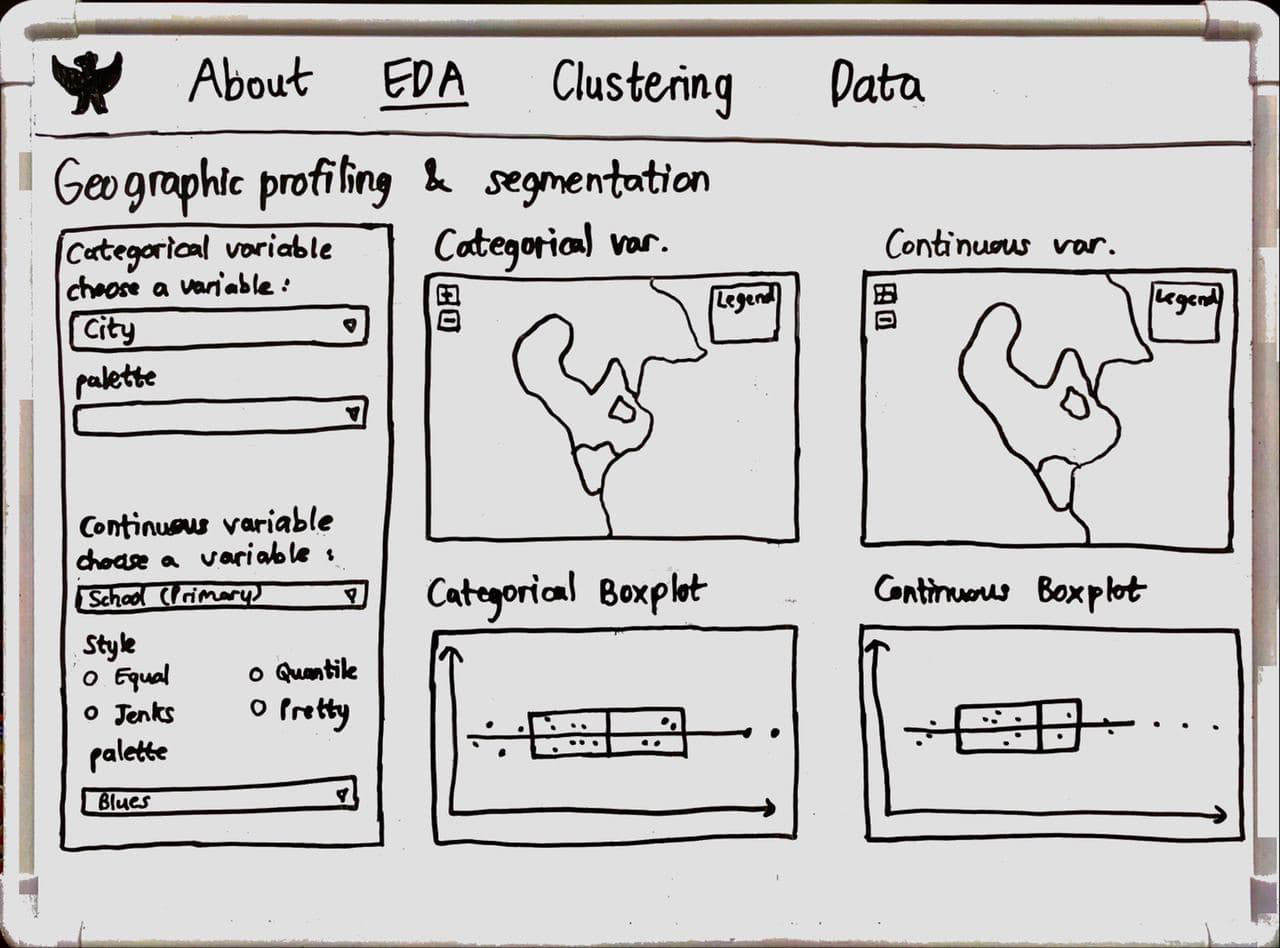 About EDA Clustering Data
Geographic profiling & segmentation
Categorical variable
choose a variable:
City
palette
Continuous variable
choose a variable :
School (Primary)
Style
Equal Quantile
Jenks Pretty
palette
Blues
Categorical var.
Legend
Continuous var.
Legend
Categorical Boxplot
Continuous Boxplot